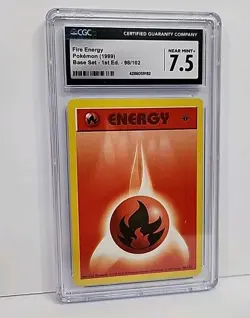 CGC
CERTIFIED GUARANTY COMPANY
Fire Energy
Pokémon (1999)
Base Set - 1st Ed. - 98/102
NEAR MINT+
7.5
ENERGY